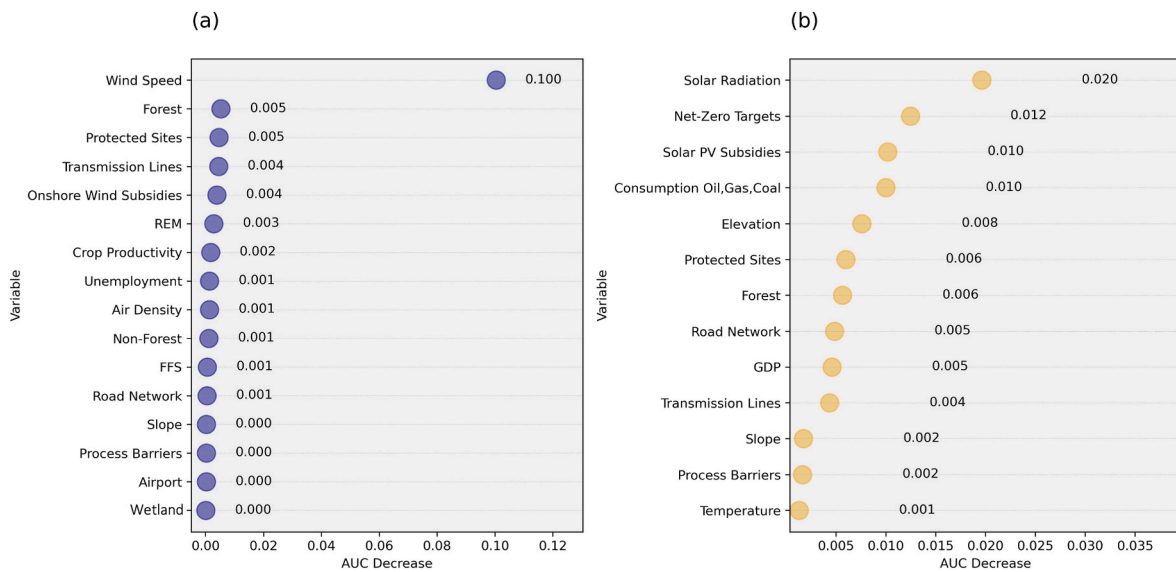 (a)
Variable
Wind Speed 0.100
Forest 0.005
Protected Sites 0.005
Transmission Lines 0.004
Onshore Wind Subsidies 0.004
REM 0.003
Crop Productivity 0.002
Unemployment 0.001
Air Density 0.001
Non-Forest 0.001
FFS 0.001
Road Network 0.001
Slope 0.000
Process Barriers 0.000
Airport 0.000
Wetland 0.000
0.00 0.02 0.04 0.06 0.08 0.10 0.12
AUC Decrease
(b)
Variable
Solar Radiation 0.020
Net-Zero Targets 0.012
Solar PV Subsidies 0.010
Consumption Oil,Gas,Coal 0.010
Elevation 0.008
Protected Sites 0.006
Forest 0.006
Road Network 0.005
GDP 0.005
Transmission Lines 0.004
Slope 0.002
Process Barriers 0.002
Temperature 0.001
0.005 0.010 0.015 0.020 0.025 0.030 0.035
AUC Decrease